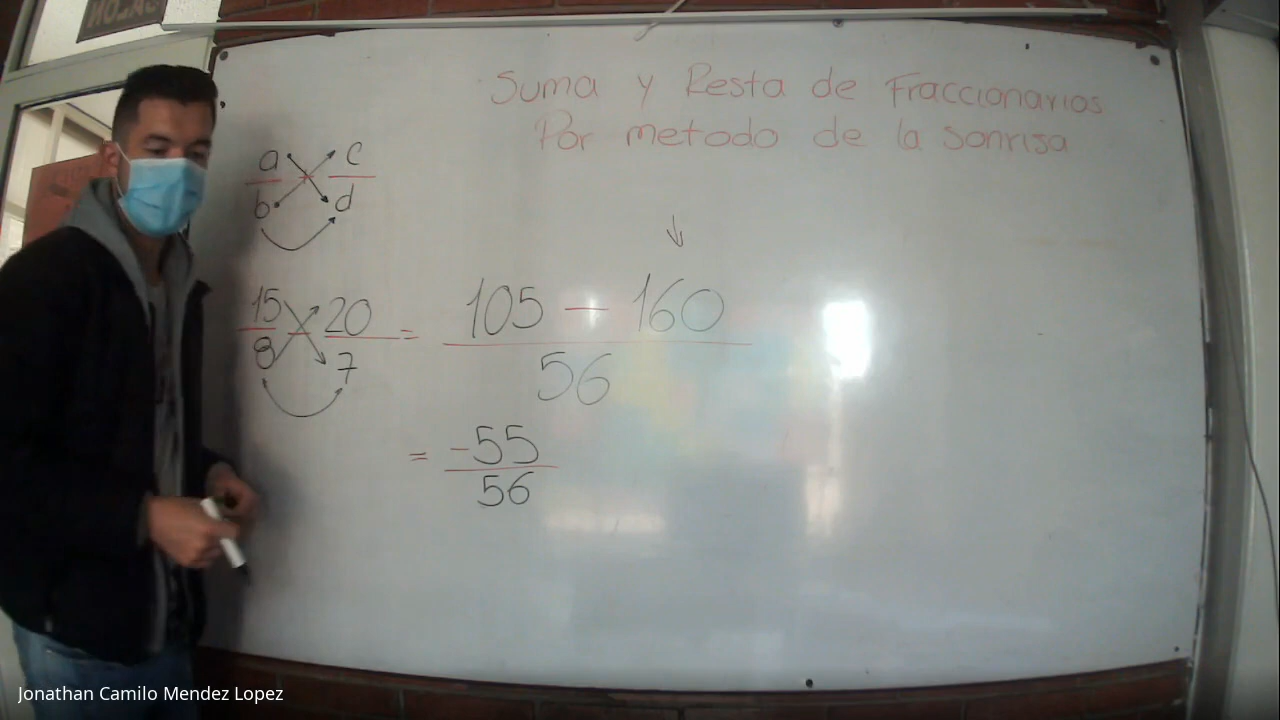 Suma y Resta de Fraccionarios
Por metodo de la Sonrisa
a c
b d
15 20 = 105 — 160
8 7 56
= -55
56
Jonathan Camilo Mendez Lopez